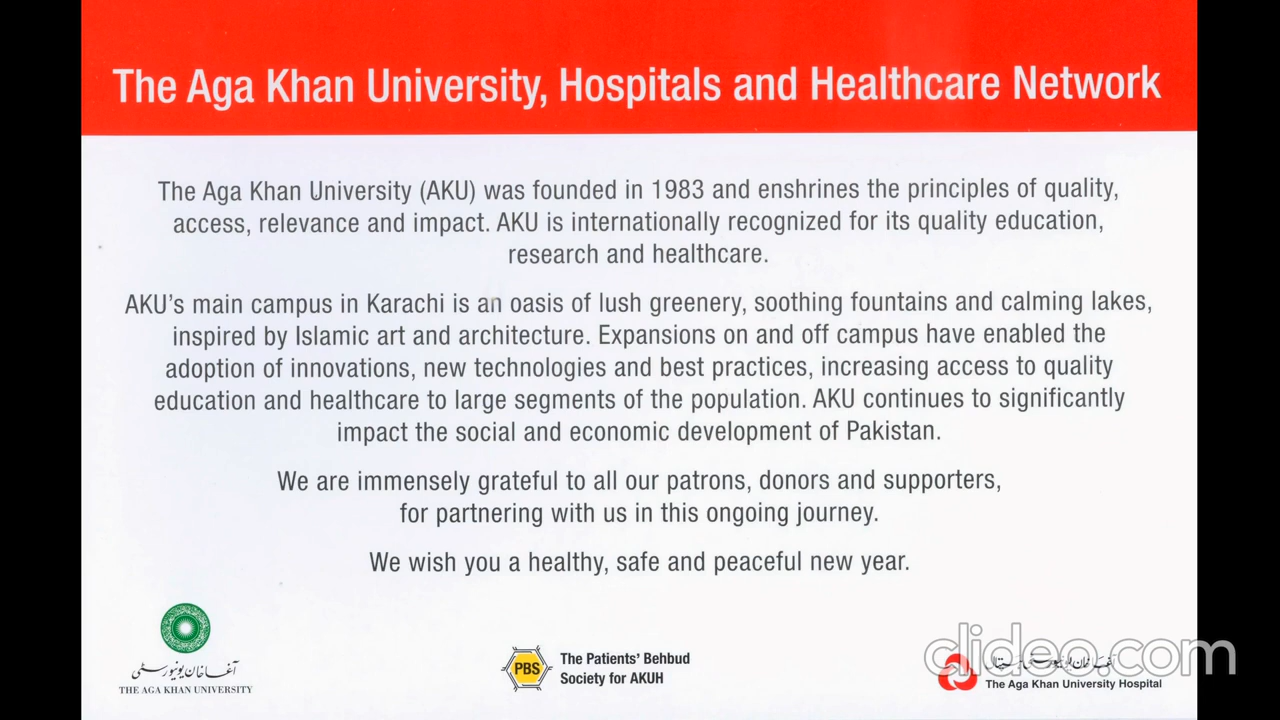 The Aga Khan University, Hospitals and Healthcare Network
The Aga Khan University (AKU) was founded in 1983 and enshrines the principles of quality,
access, relevance and impact. AKU is internationally recognized for its quality education,
research and healthcare.
AKU's main campus in Karachi is an oasis of lush greenery, soothing fountains and calming lakes,
inspired by Islamic art and architecture. Expansions on and off campus have enabled the
adoption of innovations, new technologies and best practices, increasing access to quality
education and healthcare to large segments of the population. AKU continues to significantly
impact the social and economic development of Pakistan.
We are immensely grateful to all our patrons, donors and supporters,
for partnering with us in this ongoing journey.
We wish you a healthy, safe and peaceful new year.
آغا خان یونیورسٹی
THE AGA KHAN UNIVERSITY
PBS
The Patients' Behbud
Society for AKUH
clideo.com
The Aga Khan University Hospital